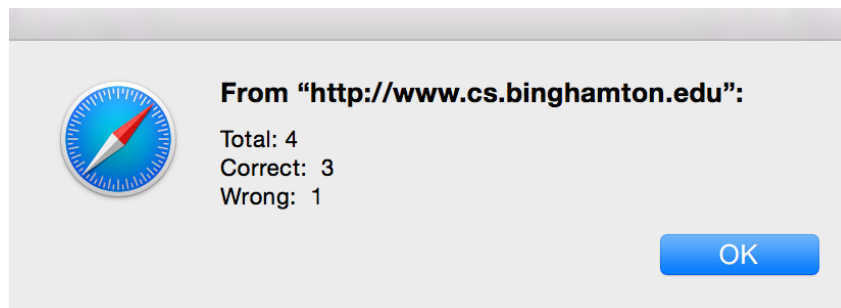 From “http://www.cs.binghamton.edu”:
Total: 4
Correct:  3
Wrong:  1
OK